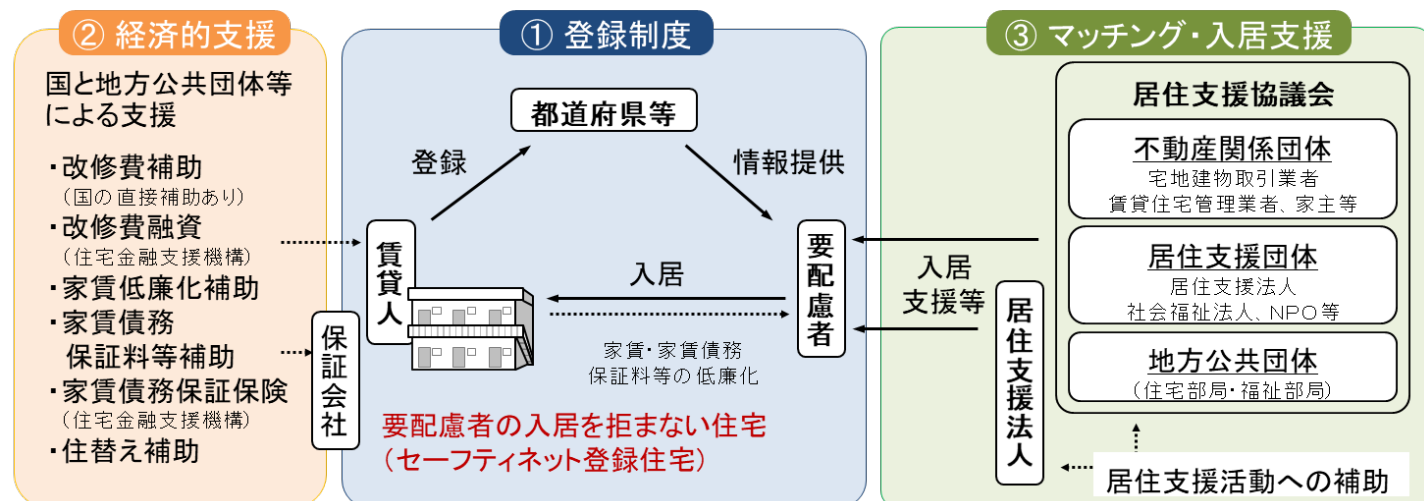 ② 経済的支援
国と地方公共団体等
による支援
・改修費補助
(国の直接補助あり)
・改修費融資
(住宅金融支援機構)
・家賃低廉化補助
・家賃債務
保証料等補助
・家賃債務保証保険
(住宅金融支援機構)
・住替え補助
保証会社
① 登録制度
都道府県等
登録
情報提供
賃貸人
入居
要配慮者
家賃・家賃債務
保証料等の低廉化
要配慮者の入居を拒まない住宅
(セーフティネット登録住宅)
③ マッチング・入居支援
入居
支援等
居住支援法人
居住支援協議会
不動産関係団体
宅地建物取引業者
賃貸住宅管理業者、家主等
居住支援団体
居住支援法人
社会福祉法人、NPO等
地方公共団体
(住宅部局・福祉部局)
居住支援活動への補助